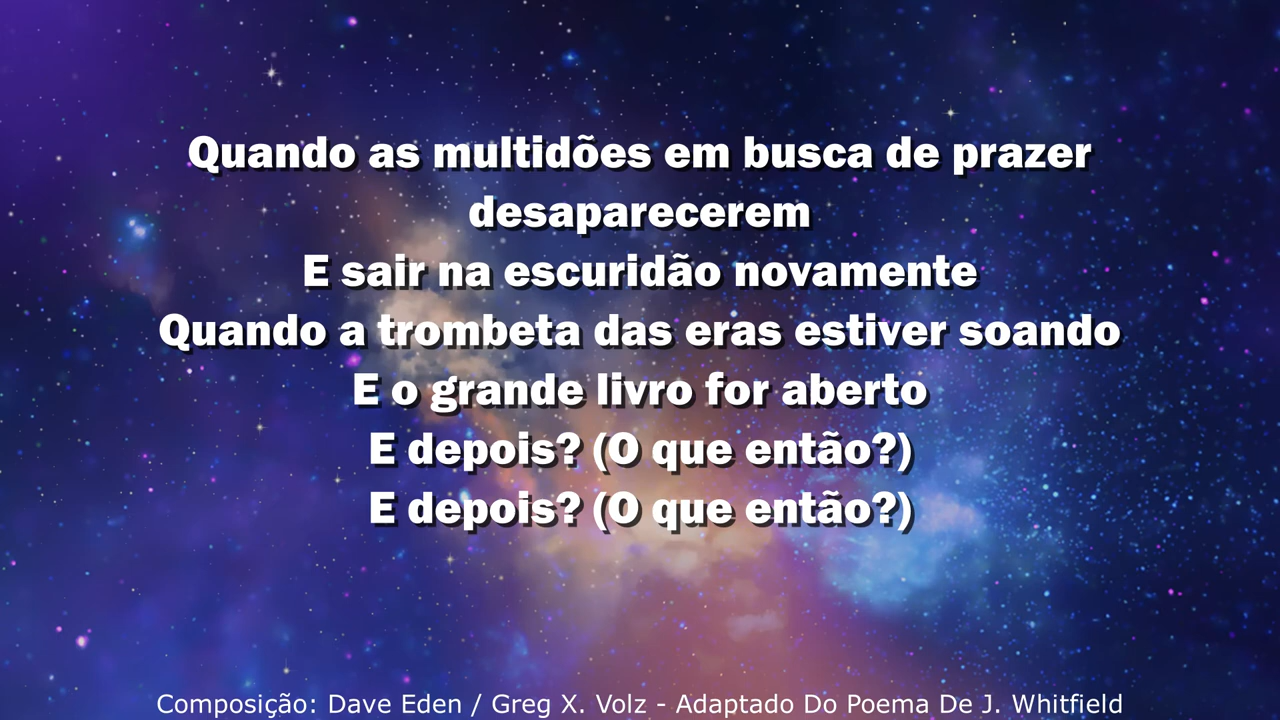 Quando as multidões em busca de prazer
desaparecerem
E sair na escuridão novamente
Quando a trombeta das eras estiver soando
E o grande livro for aberto
E depois? (O que então?)
E depois? (O que então?)
Composição: Dave Eden / Greg X. Volz - Adaptado Do Poema De J. Whitfield